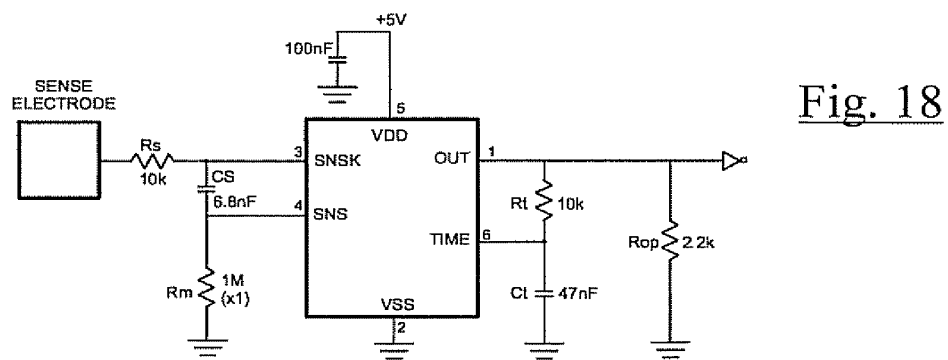 +5V
100nF
SENSE
ELECTRODE
Fig. 18
5
VDD
Rs
10k
3
SNSK
OUT
1
CS
6.8nF
4
SNS
Rt
10k
TIME
6
Rop
2.2k
Rm
1M
(x1)
Ct
47nF
VSS
2